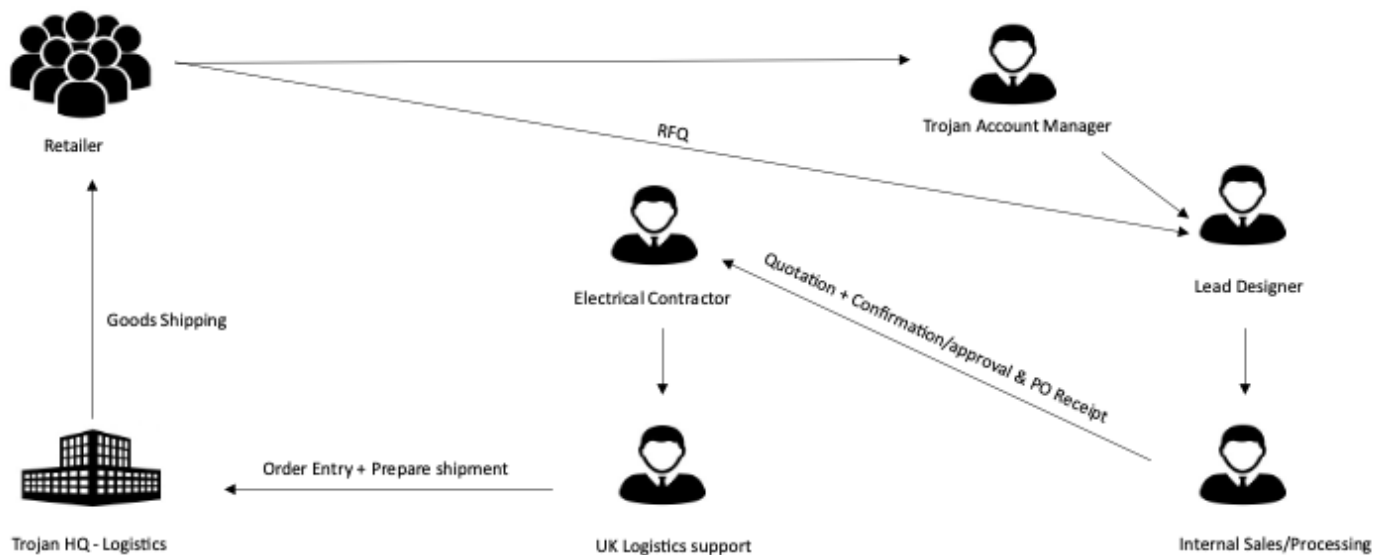 Retailer
Trojan Account Manager
RFQ
Electrical Contractor
Lead Designer
Quotation + Confirmation/approval & PO Receipt
Goods Shipping
Order Entry + Prepare shipment
Trojan HQ - Logistics
UK Logistics support
Internal Sales/Processing